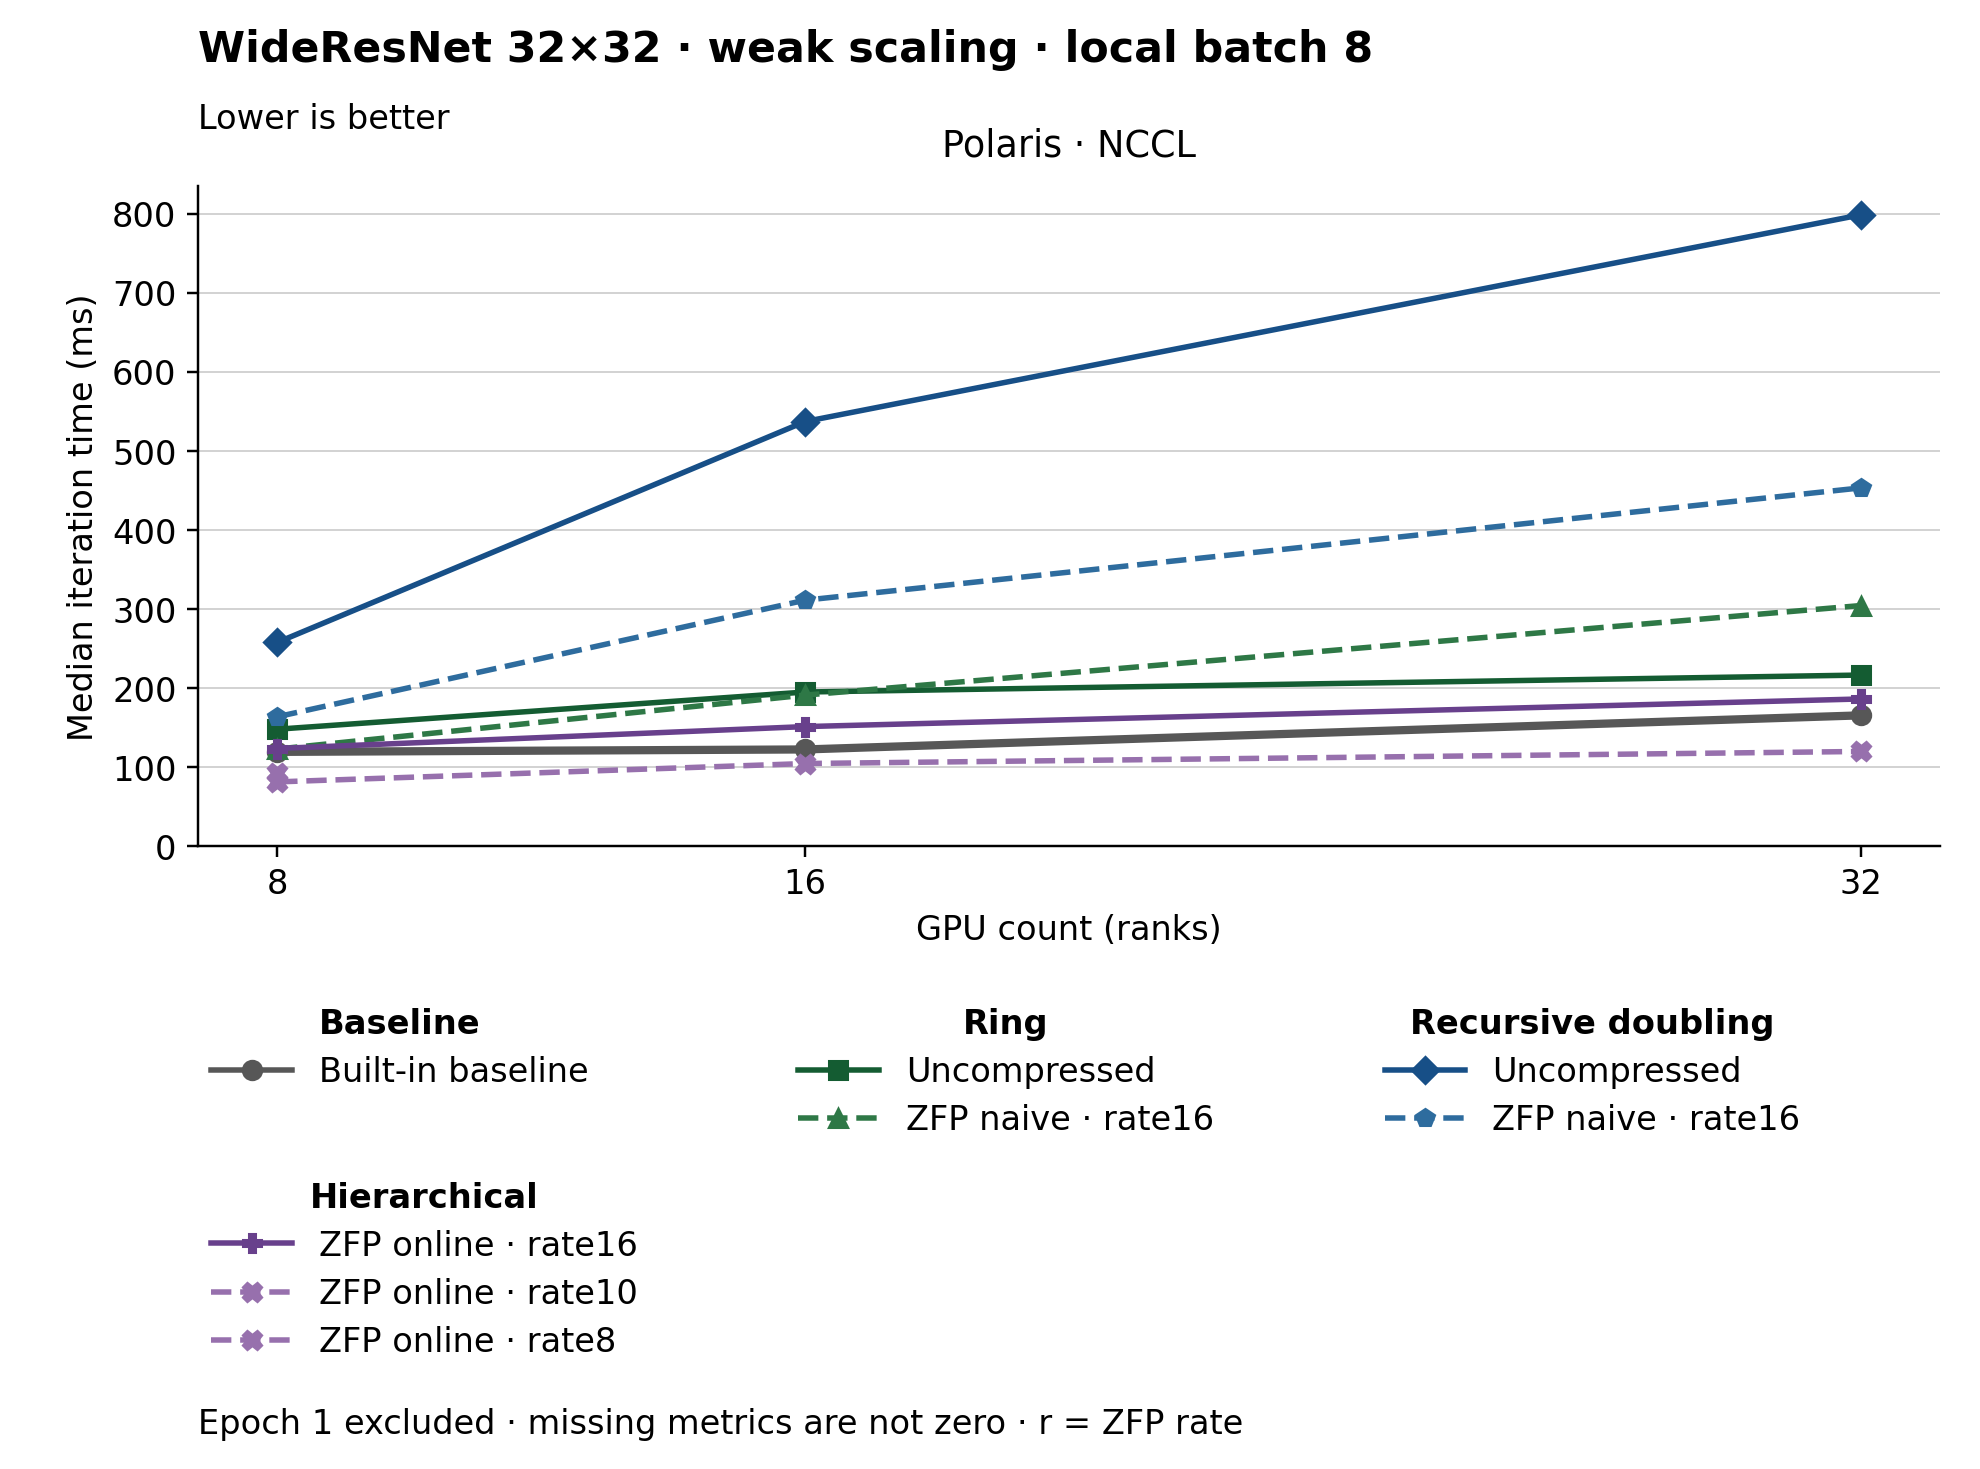 WideResNet 32×32 · weak scaling · local batch 8
Lower is better
Polaris · NCCL
Median iteration time (ms)
800
700
600
500
400
300
200
100
0
8 16 32
GPU count (ranks)
Baseline
Built-in baseline
Ring
Uncompressed
ZFP naive · rate16
Recursive doubling
Uncompressed
ZFP naive · rate16
Hierarchical
ZFP online · rate16
ZFP online · rate10
ZFP online · rate8
Epoch 1 excluded · missing metrics are not zero · r = ZFP rate